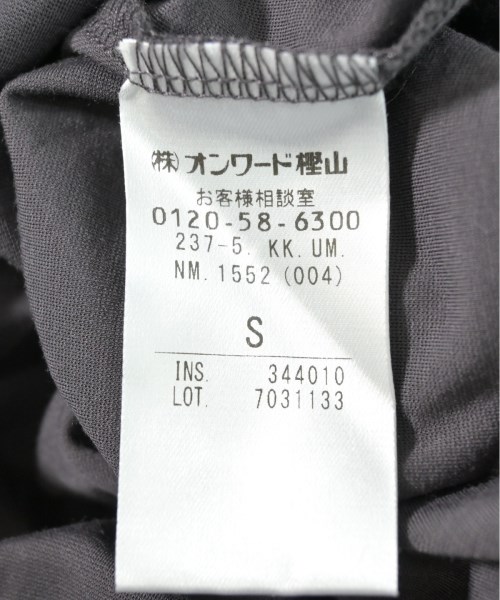 (株)オンワード樫山
お客様相談室
0120-58-6300
237-5. KK. UM.
NM. 1552 (004)
S
INS. 344010
LOT. 7031133